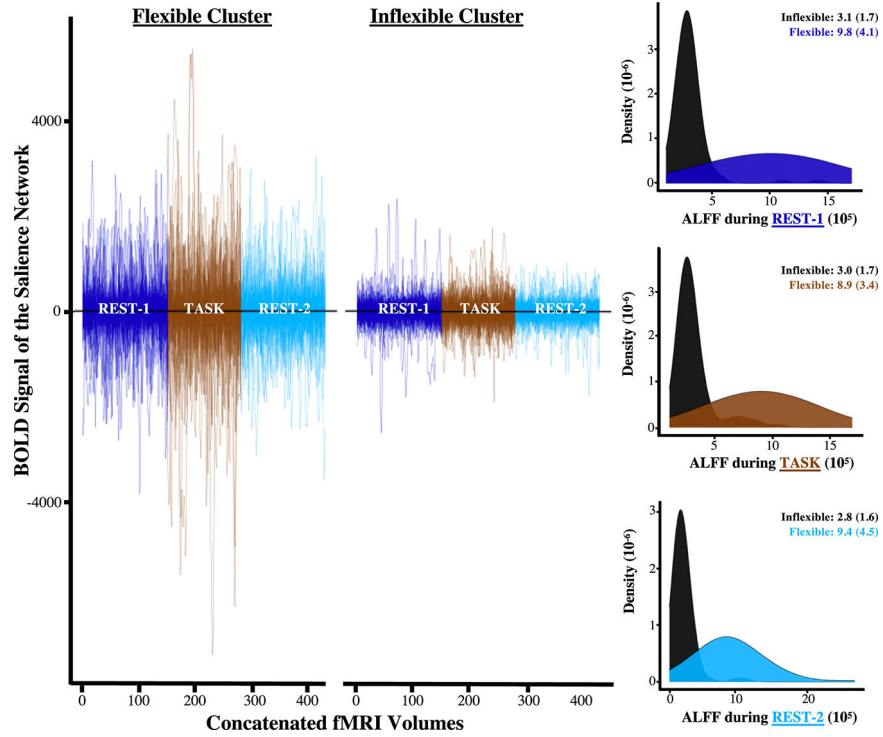 Flexible Cluster
Inflexible Cluster
BOLD Signal of the Salience Network
4000
0
-4000
REST-1
TASK
REST-2
REST-1
TASK
REST-2
0
100
200
300
400
0
100
200
300
400
Concatenated fMRI Volumes
Inflexible: 3.1 (1.7)
Flexible: 9.8 (4.1)
Density (10-6)
4
3
2
1
0
5
10
15
ALFF during REST-1 (10⁵)
Inflexible: 3.0 (1.7)
Flexible: 8.9 (3.4)
Density (10-⁶)
3
2
1
0
5
10
15
ALFF during TASK (10⁵)
Inflexible: 2.8 (1.6)
Flexible: 9.4 (4.5)
Density (10-⁶)
3
2
1
0
0
10
20
ALFF during REST-2 (10⁵)